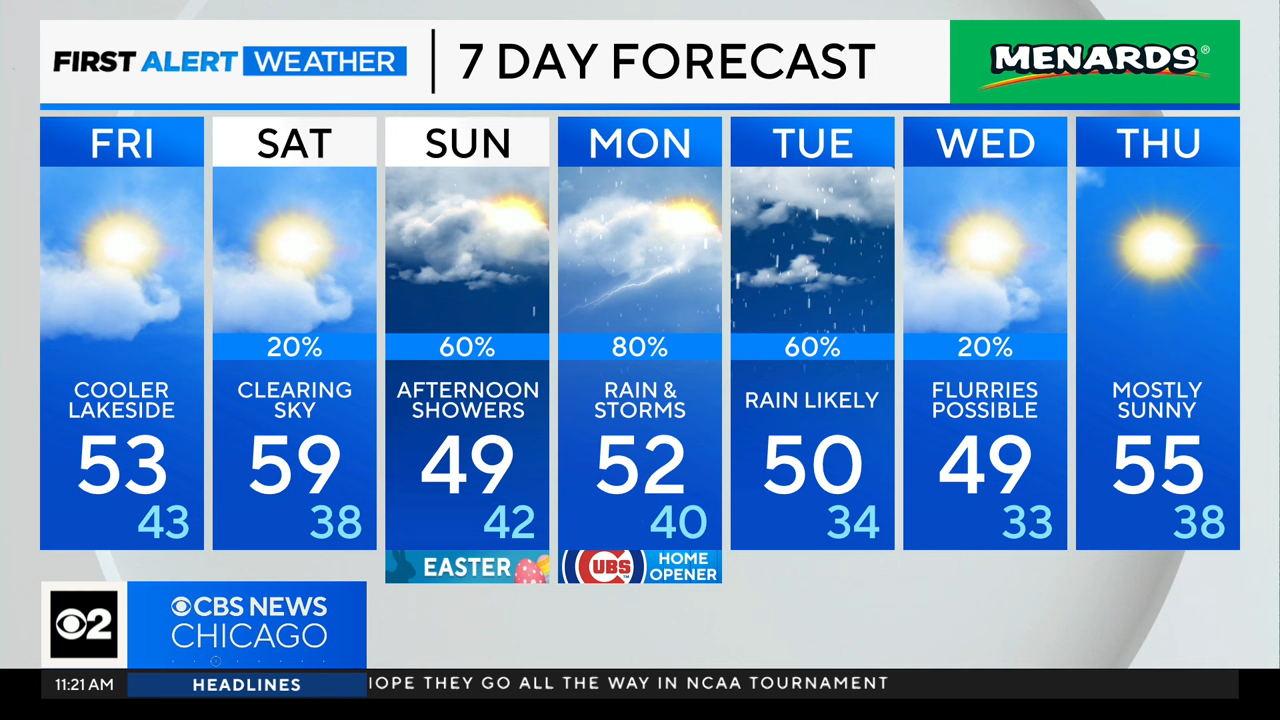 FIRST ALERT WEATHER
7 DAY FORECAST
MENARDS®
FRI
SAT
SUN
MON
TUE
WED
THU
20%
60%
80%
60%
20%
COOLER
LAKESIDE
CLEARING
SKY
AFTERNOON
SHOWERS
RAIN &
STORMS
RAIN LIKELY
FLURRIES
POSSIBLE
MOSTLY
SUNNY
53
59
49
52
50
49
55
43
38
42
40
34
33
38
EASTER
CUBS™
HOME
OPENER
2
CBS NEWS
CHICAGO
11:21 AM
HEADLINES
THEY GO ALL THE WAY IN NCAA TOURNAMENT